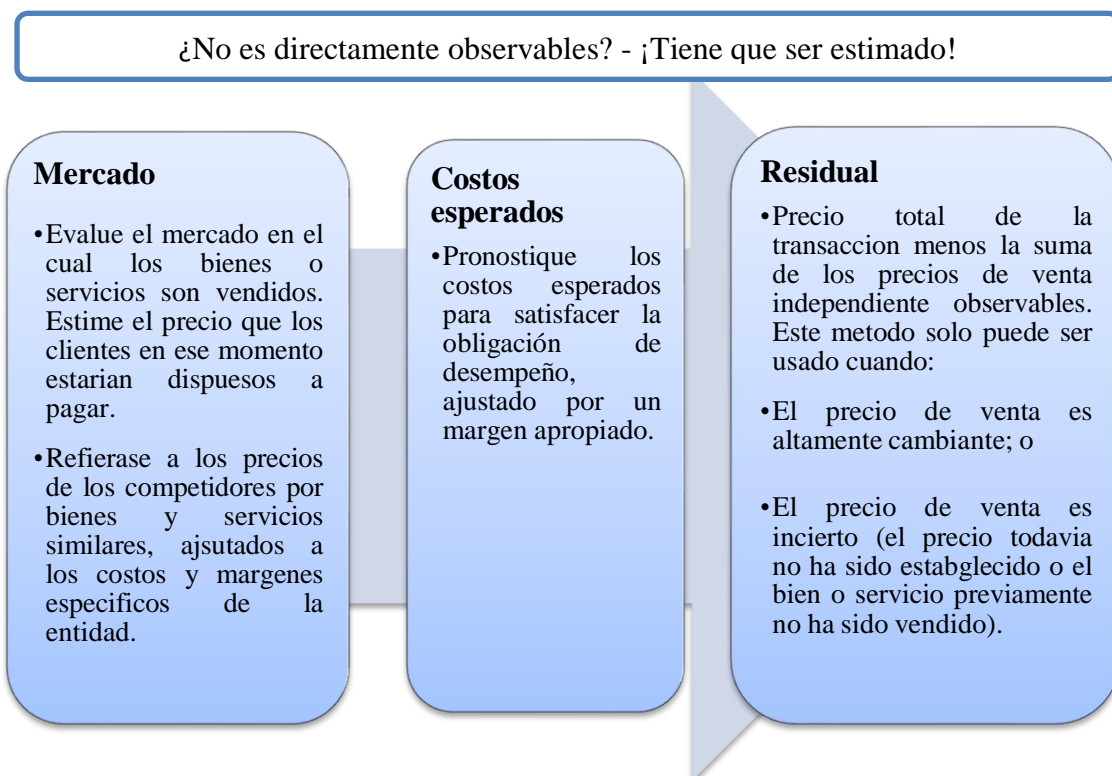 ¿No es directamente observables? - ¡Tiene que ser estimado!
Mercado
•Evalue el mercado en el
cual los bienes o
servicios son vendidos.
Estime el precio que los
clientes en ese momento
estarian dispuesos a
pagar.
•Refierase a los precios
de los competidores por
bienes y servicios
similares, ajsutados a
los costos y margenes
especificos de la
entidad.
Costos
esperados
•Pronostique los
costos esperados
para satisfacer la
obligación de
desempeño,
ajustado por un
margen apropiado.
Residual
•Precio total de la
transaccion menos la suma
de los precios de venta
independiente observables.
Este metodo solo puede ser
usado cuando:
•El precio de venta es
altamente cambiante; o
•El precio de venta es
incierto (el precio todavia
no ha sido estabglecido o el
bien o servicio previamente
no ha sido vendido).